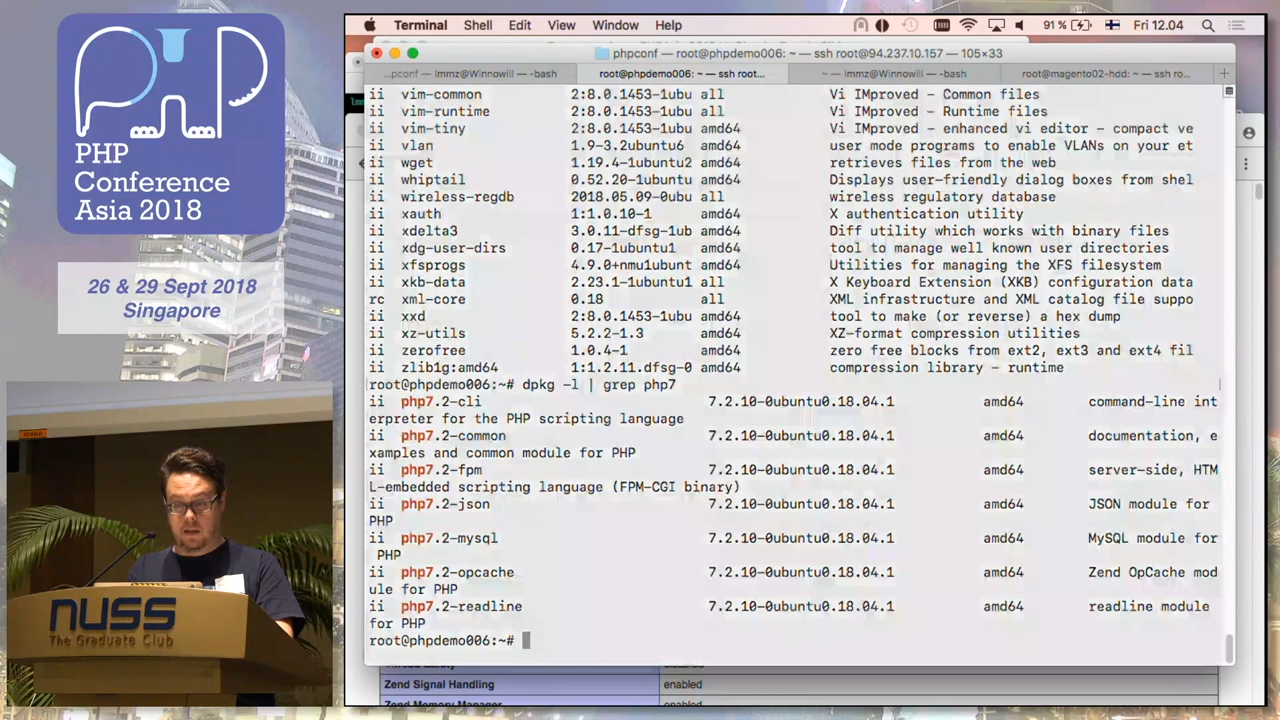 PHP
Conference
Asia 2018
26 & 29 Sept 2018
Singapore
NUSS
The Graduate Club
Terminal Shell Edit View Window Help
91 % Fri 12.04
phpconf — root@phpdemo006: ~ — ssh root@94.237.10.157 — 105×33
...pconf — lmmz@Winnowill — -bash
root@phpdemo006: ~ — ssh root...
~ — lmmz@Winnowill — -bash
root@magento02-hdd: ~ — ssh ro...
ii vim-common 2:8.0.1453-1ubu all Vi IMproved - Common files
ii vim-runtime 2:8.0.1453-1ubu all Vi IMproved - Runtime files
ii vim-tiny 2:8.0.1453-1ubu amd64 Vi IMproved - enhanced vi editor - compact ve
ii vlan 1.9-3.2ubuntu6 amd64 user mode programs to enable VLANs on your et
ii wget 1.19.4-1ubuntu2 amd64 retrieves files from the web
ii whiptail 0.52.20-1ubuntu amd64 Displays user-friendly dialog boxes from shel
ii wireless-regdb 2018.05.09-0ubu all wireless regulatory database
ii xauth 1:1.0.10-1 amd64 X authentication utility
ii xdelta3 3.0.11-dfsg-1ub amd64 Diff utility which works with binary files
ii xdg-user-dirs 0.17-1ubuntu1 amd64 tool to manage well known user directories
ii xfsprogs 4.9.0+nmu1ubunt amd64 Utilities for managing the XFS filesystem
ii xkb-data 2.23.1-1ubuntu1 all X Keyboard Extension (XKB) configuration data
rc xml-core 0.18 all XML infrastructure and XML catalog file suppo
ii xxd 2:8.0.1453-1ubu amd64 tool to make (or reverse) a hex dump
ii xz-utils 5.2.2-1.3 amd64 XZ-format compression utilities
ii zerofree 1.0.4-1 amd64 zero free blocks from ext2, ext3 and ext4 fil
ii zlib1g:amd64 1:1.2.11.dfsg-0 amd64 compression library - runtime
root@phpdemo006:~# dpkg -l | grep php7
ii php7.2-cli 7.2.10-0ubuntu0.18.04.1 amd64 command-line int
erpreter for the PHP scripting language
ii php7.2-common 7.2.10-0ubuntu0.18.04.1 amd64 documentation, e
xamples and common module for PHP
ii php7.2-fpm 7.2.10-0ubuntu0.18.04.1 amd64 server-side, HTM
L-embedded scripting language (FPM-CGI binary)
ii php7.2-json 7.2.10-0ubuntu0.18.04.1 amd64 JSON module for
PHP
ii php7.2-mysql 7.2.10-0ubuntu0.18.04.1 amd64 MySQL module for
PHP
ii php7.2-opcache 7.2.10-0ubuntu0.18.04.1 amd64 Zend OpCache mod
ule for PHP
ii php7.2-readline 7.2.10-0ubuntu0.18.04.1 amd64 readline module
for PHP
root@phpdemo006:~#
Zend Signal Handling enabled